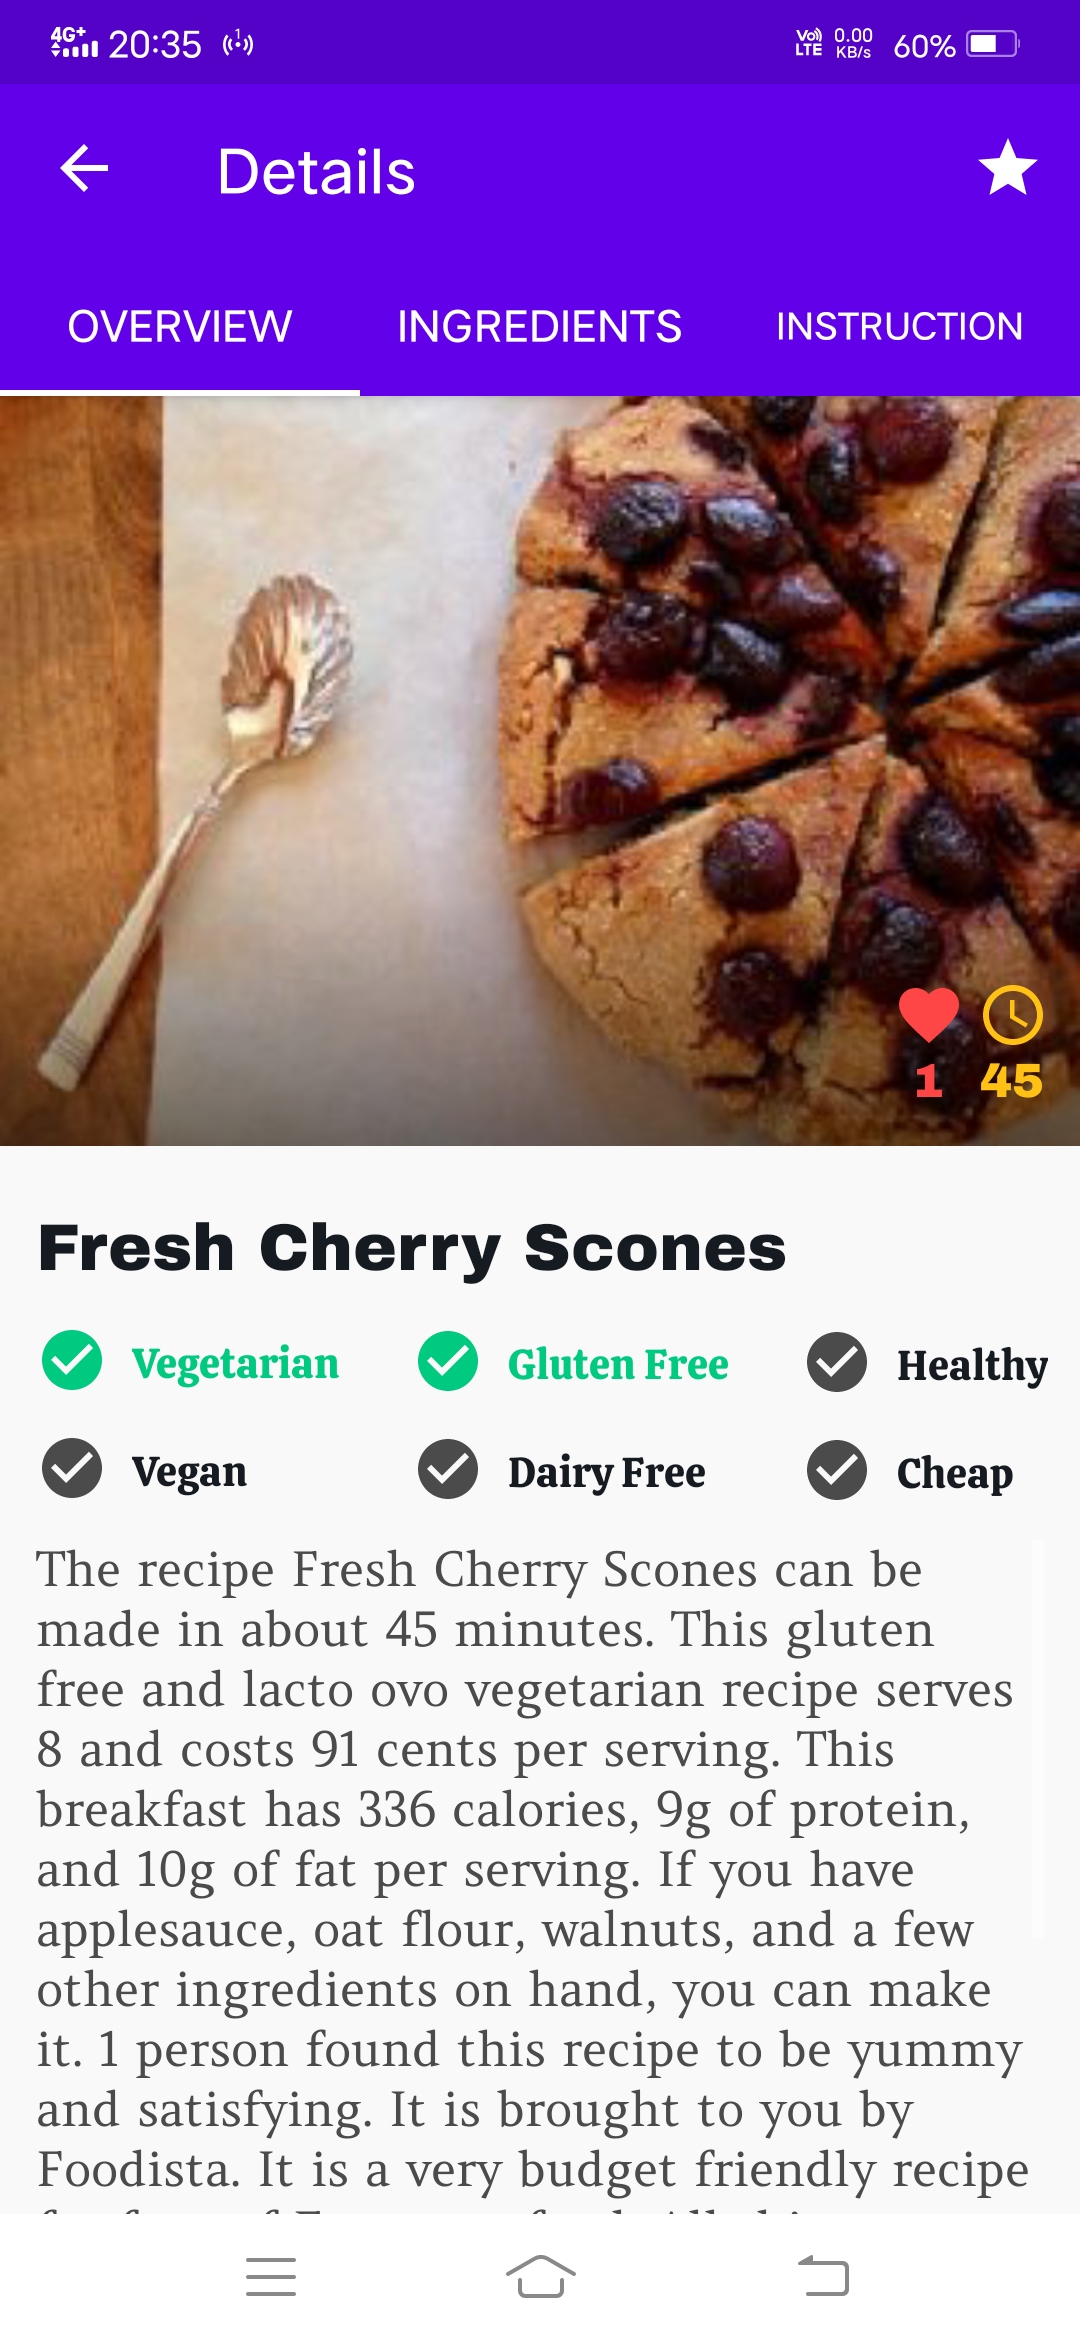 4G+ 20:35 1 Vo) LTE 0.00 KB/s 60%
Details
OVERVIEW INGREDIENTS INSTRUCTION
1 45
Fresh Cherry Scones
Vegetarian Gluten Free Healthy
Vegan Dairy Free Cheap
The recipe Fresh Cherry Scones can be
made in about 45 minutes. This gluten
free and lacto ovo vegetarian recipe serves
8 and costs 91 cents per serving. This
breakfast has 336 calories, 9g of protein,
and 10g of fat per serving. If you have
applesauce, oat flour, walnuts, and a few
other ingredients on hand, you can make
it. 1 person found this recipe to be yummy
and satisfying. It is brought to you by
Foodista. It is a very budget friendly recipe